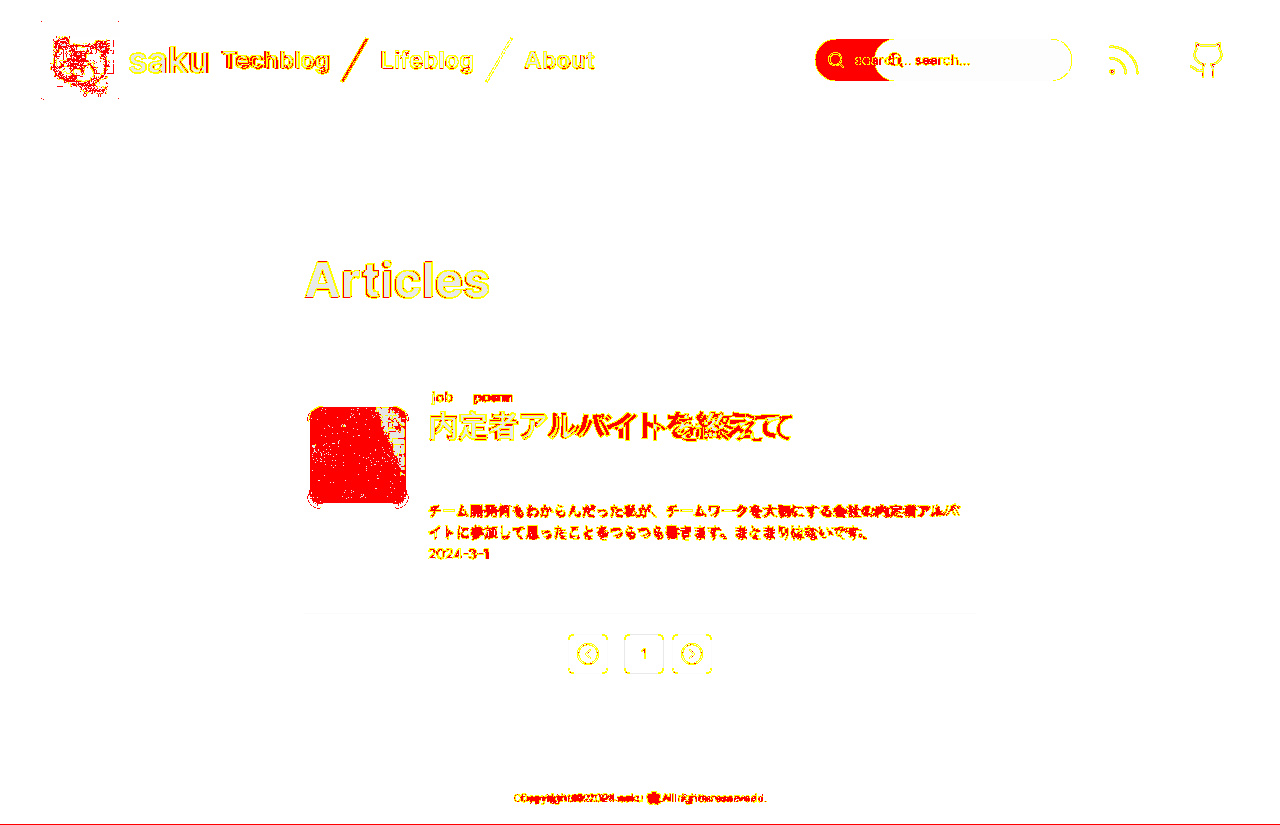 saku Techblog / Lifeblog / About search... search...
Articles
job poem
内定者アルバイトを終えて
チーム開発何もわからんだった私が、チームワークを大切にする会社の内定者アルバ
イトに参加して思ったことをつらつら書きます。まとまりはないです。
2024-3-1
1
All rights reserved.